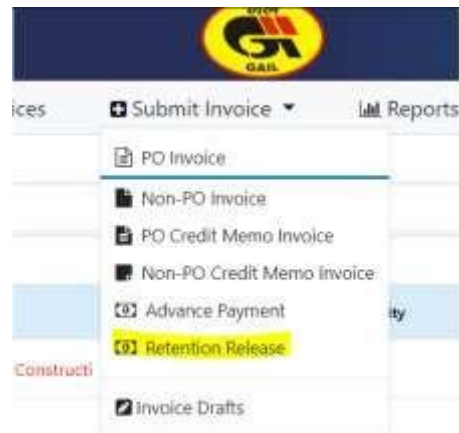 GAIL
ices Submit Invoice Reports
PO Invoice
Non-PO Invoice
PO Credit Memo Invoice
Non-PO Credit Memo Invoice
Advance Payment
ity
Retention Release
Constructi
Invoice Drafts